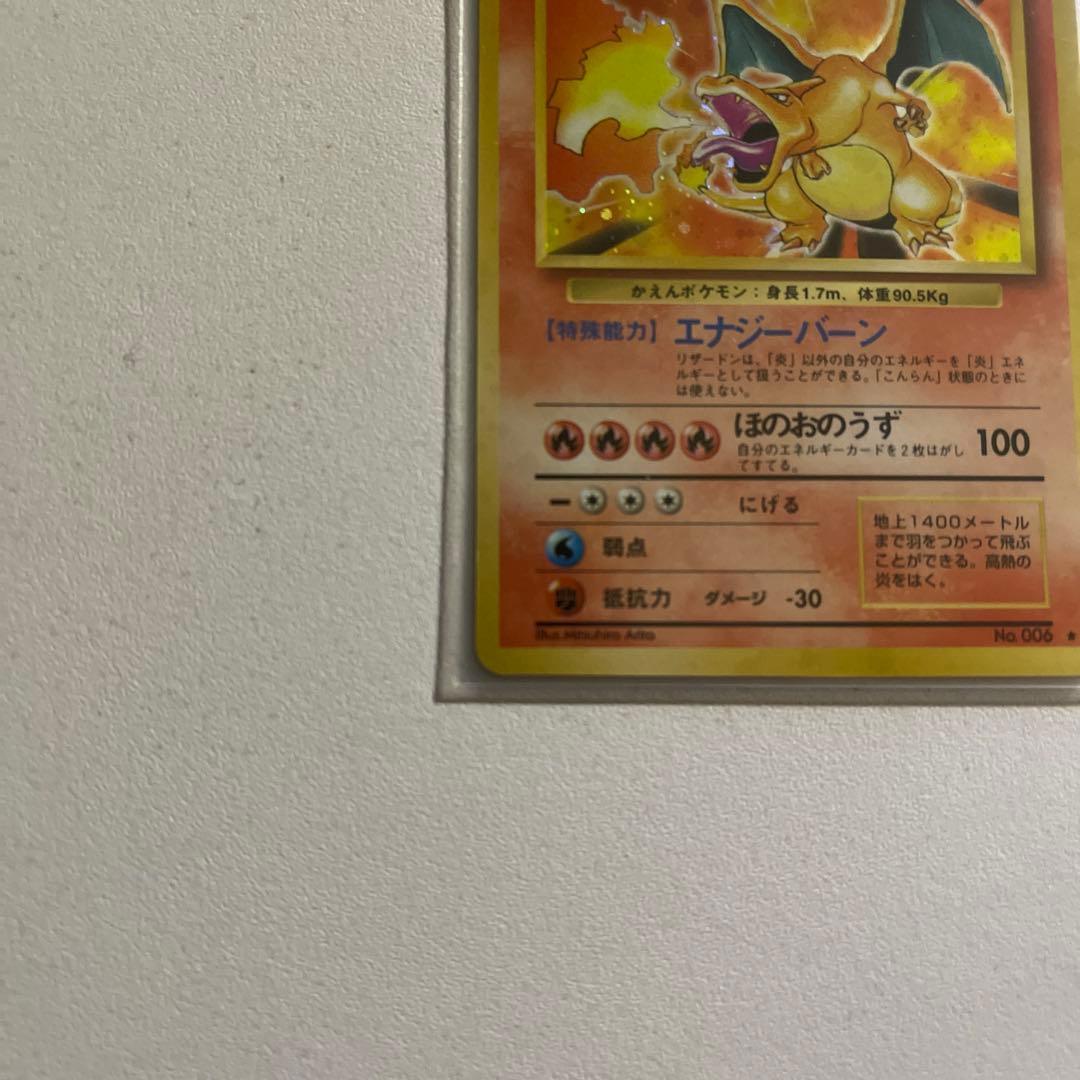 かえんポケモン：身長1.7m、体重90.5Kg
【特殊能力】 エナジーバーン
リザードンは、「炎」以外の自分のエネルギーを「炎」エネ
ルギーとして扱うことができる。「こんらん」状態のときに
は使えない。
ほのおのうず 100
自分のエネルギーカードを2枚はがし
てすてる。
にげる
弱点
抵抗力 ダメージ -30
地上1400メートル
まで羽をつかって飛ぶ
ことができる。高熱の
炎をはく。
Illus. Mitsuhiro Arita
No. 006 ★